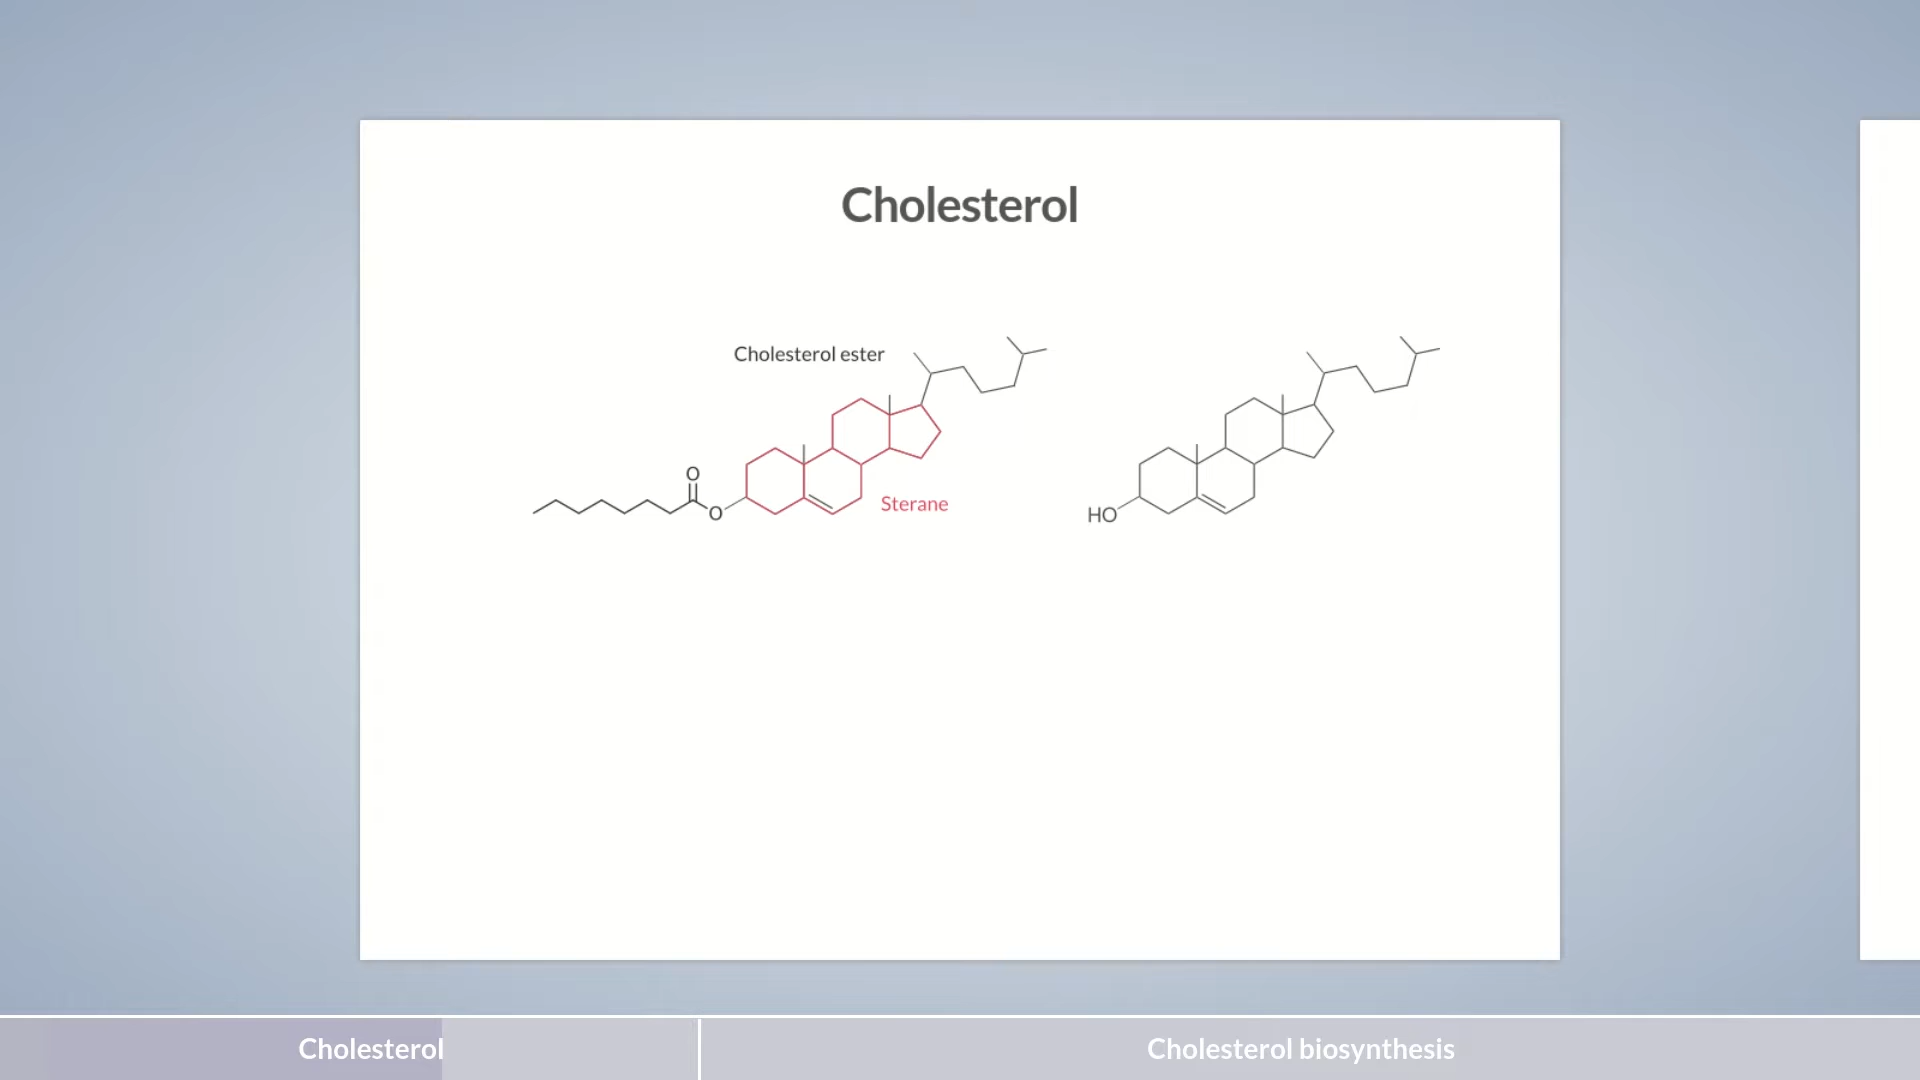 Cholesterol
Cholesterol ester
O
O
Sterane
HO
Cholesterol
Cholesterol biosynthesis